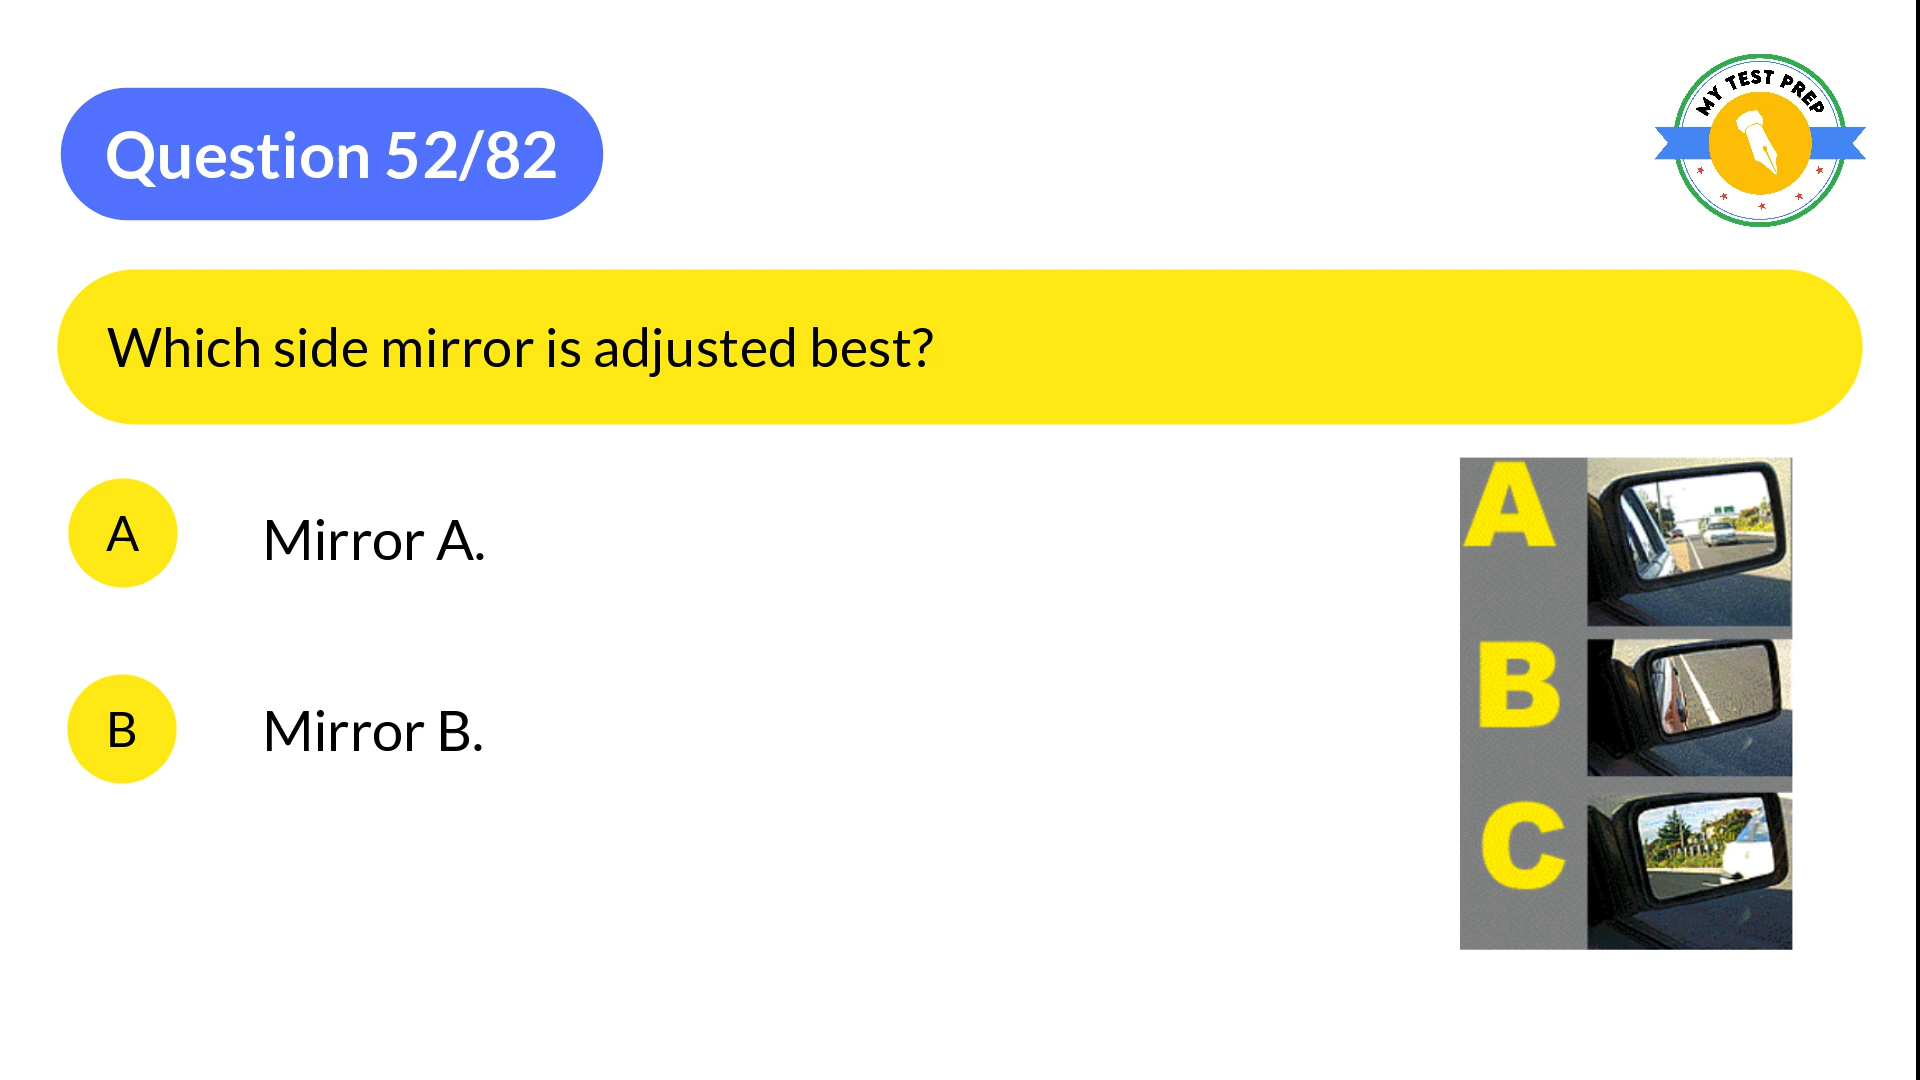 Question 52/82
MY TEST PREP
Which side mirror is adjusted best?
A
Mirror A.
B
Mirror B.
A
B
C